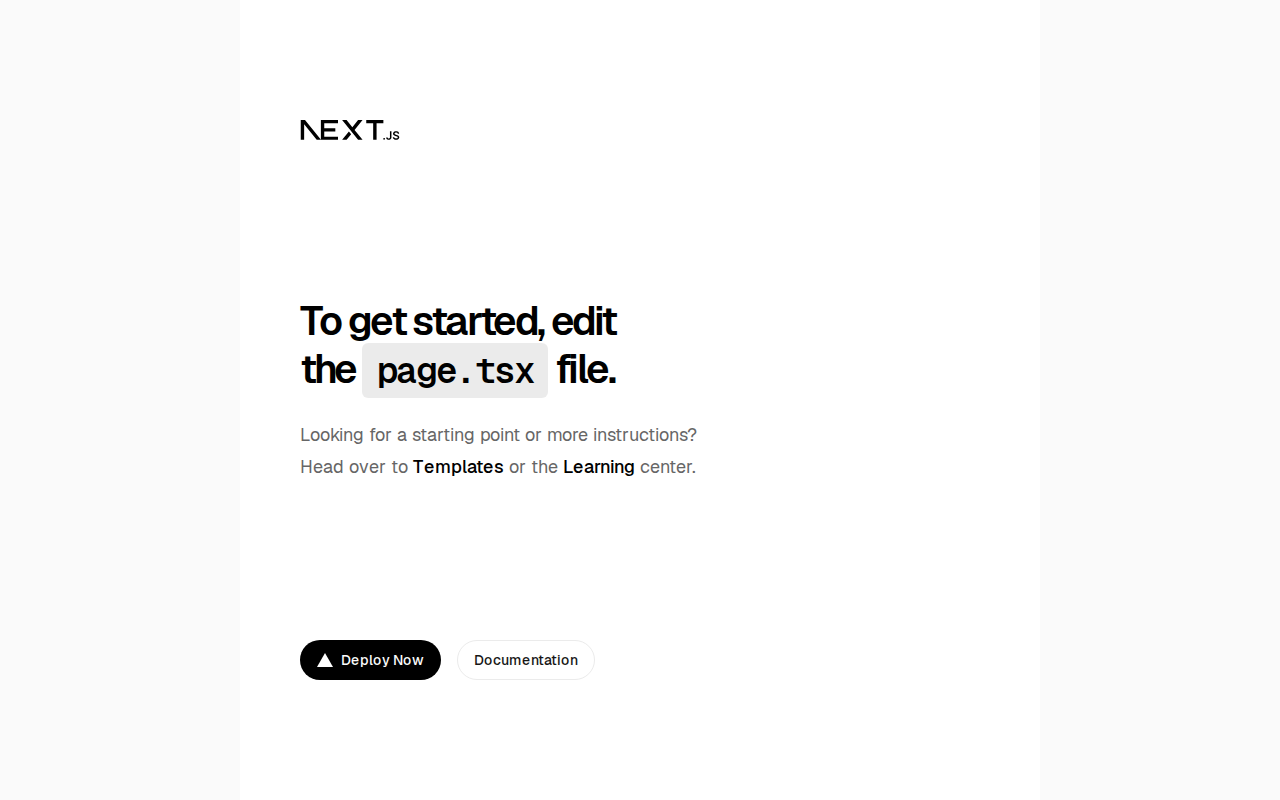 NEXT.JS
To get started, edit
the page.tsx file.
Looking for a starting point or more instructions?
Head over to Templates or the Learning center.
Deploy Now
Documentation